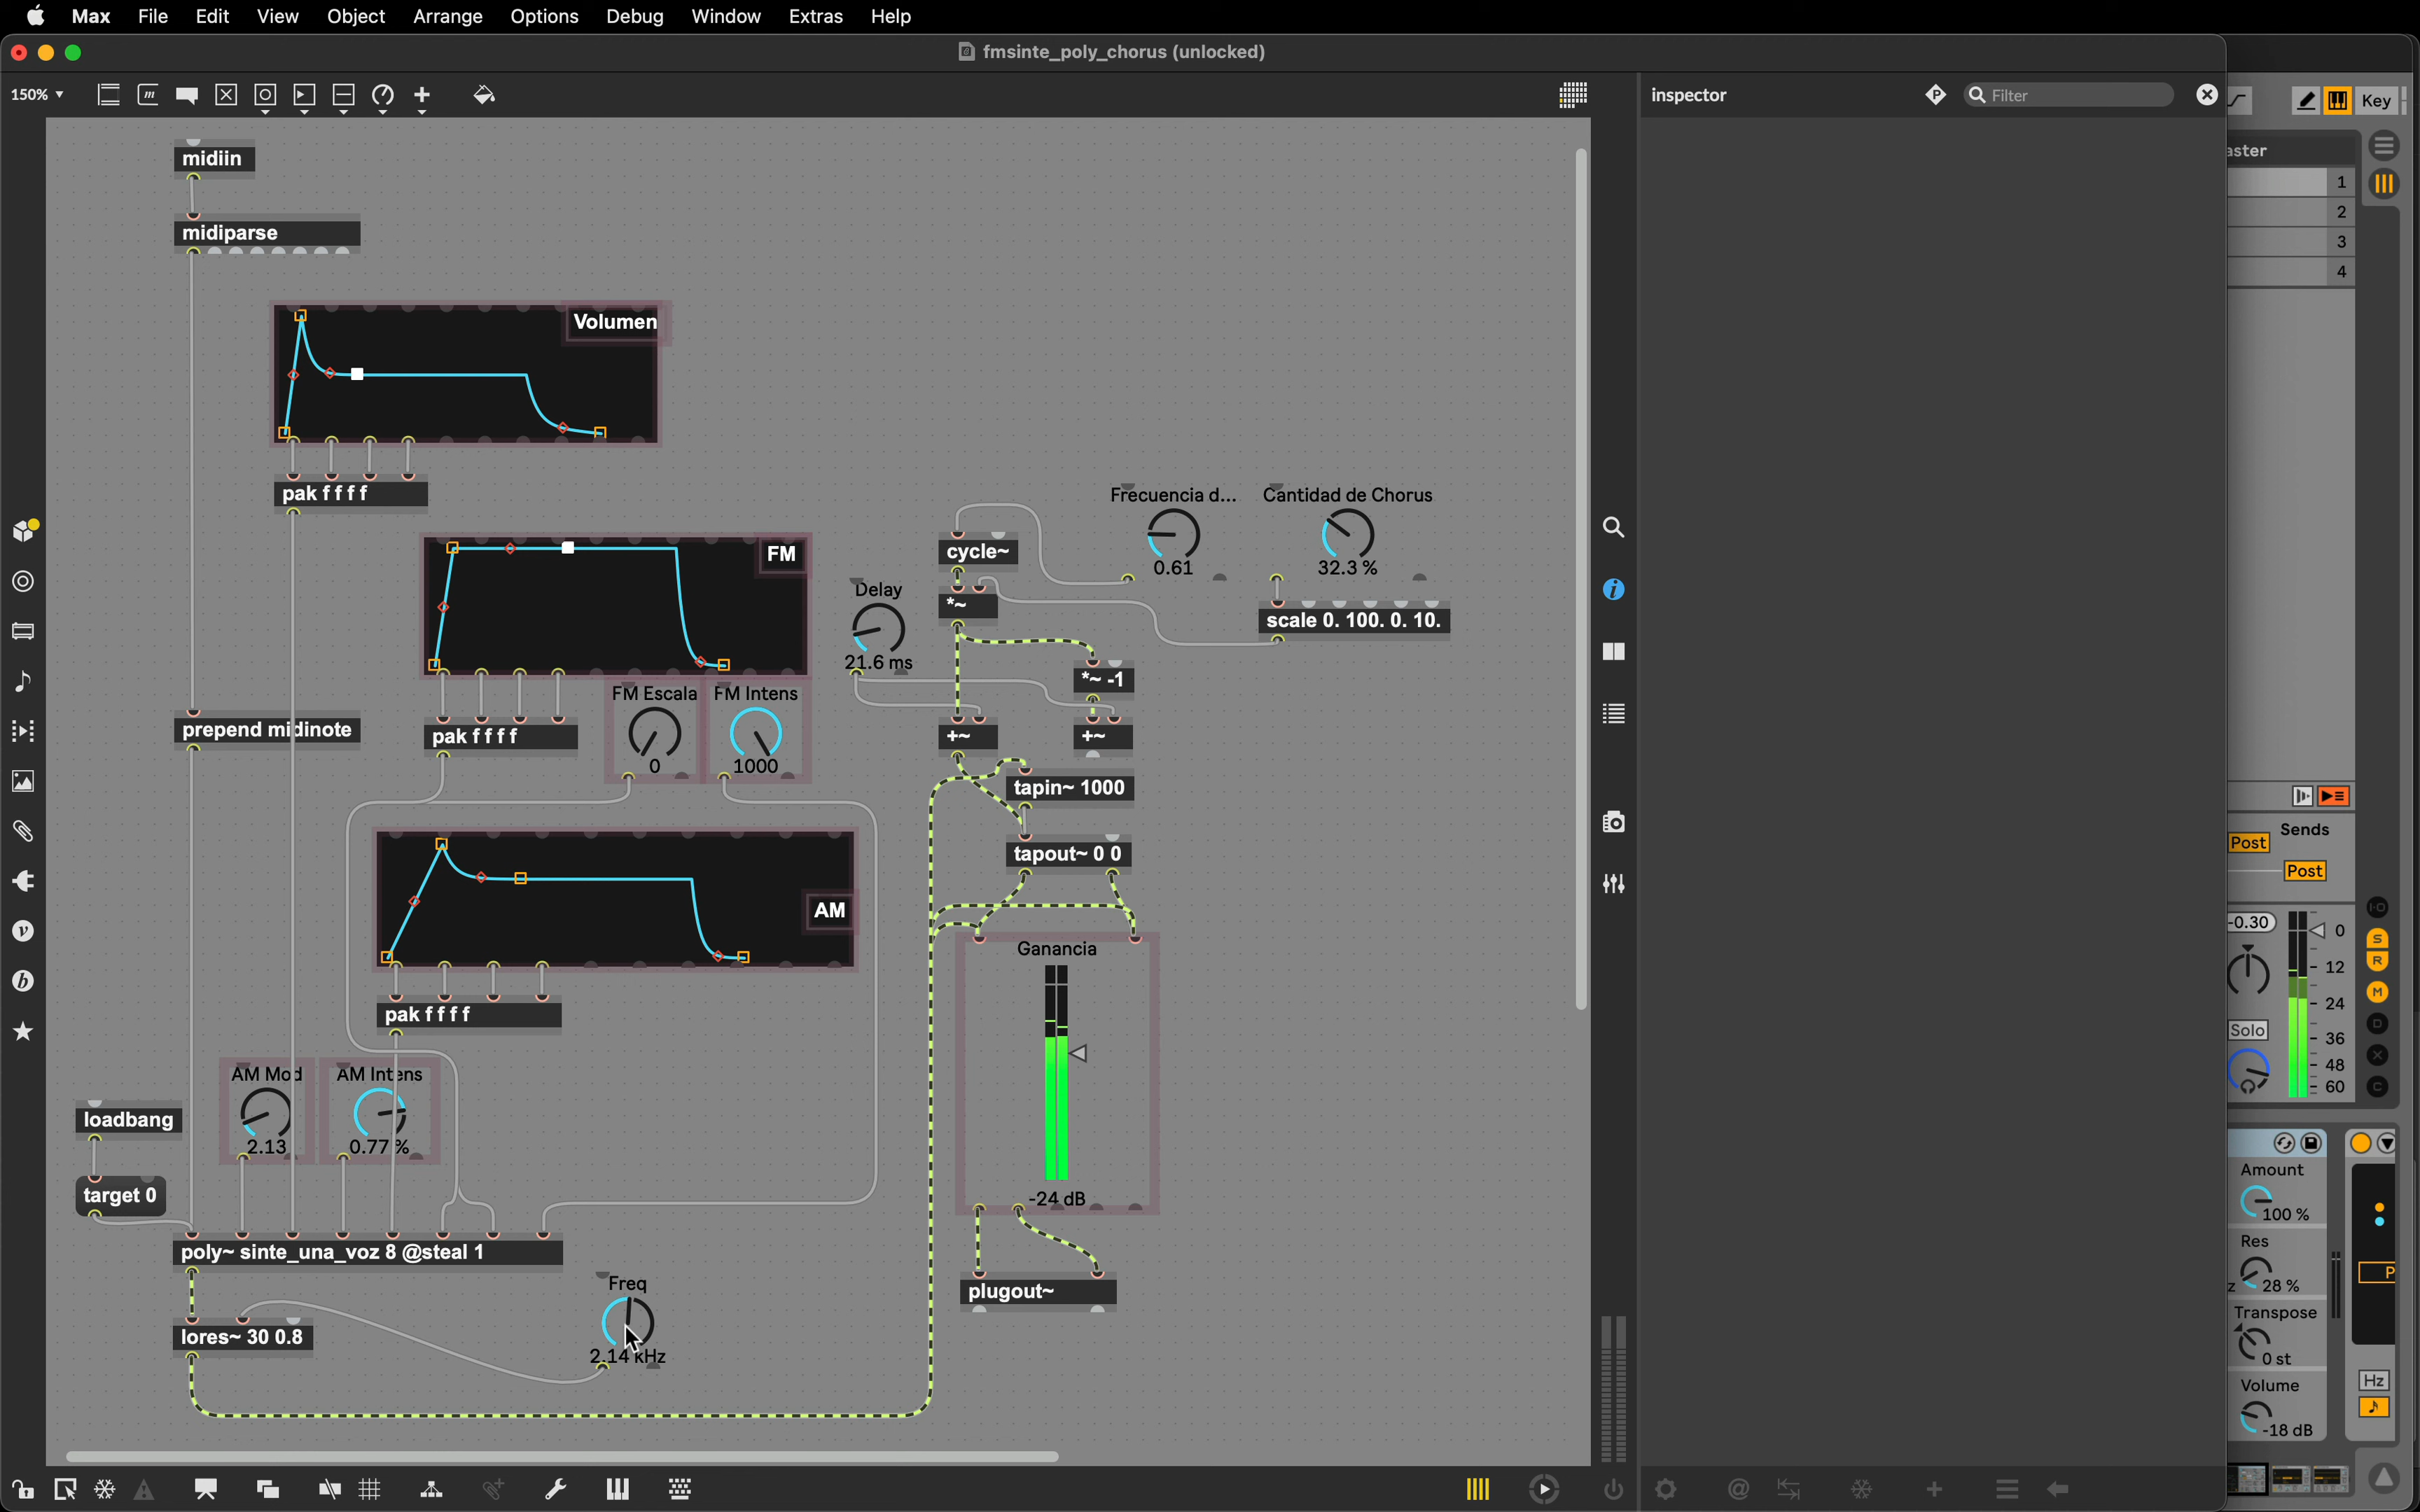 Max File Edit View Object Arrange Options Debug Window Extras Help
fmsinte_poly_chorus (unlocked)
150%
m
inspector
P
Filter
Key
aster
1
2
3
4
midiin
midiparse
Volumen
pak f f f f
FM
Frecuencia d...
0.61
Cantidad de Chorus
32.3 %
cycle~
Delay
21.6 ms
*~
scale 0. 100. 0. 10.
*~ -1
FM Escala
0
FM Intens
1000
prepend midinote
pak f f f f
+~
+~
tapin~ 1000
tapout~ 0 0
AM
Ganancia
-24 dB
pak f f f f
AM Mod
2.13
AM Intens
0.77 %
loadbang
target 0
poly~ sinte_una_voz 8 @steal 1
Freq
2.14 kHz
lores~ 30 0.8
plugout~
Sends
Post
Post
-0.30
0
12
24
36
48
60
Solo
I-O
S
R
M
D
X
C
Amount
100 %
Res
28 %
z
Transpose
0 st
Volume
-18 dB
P
Hz